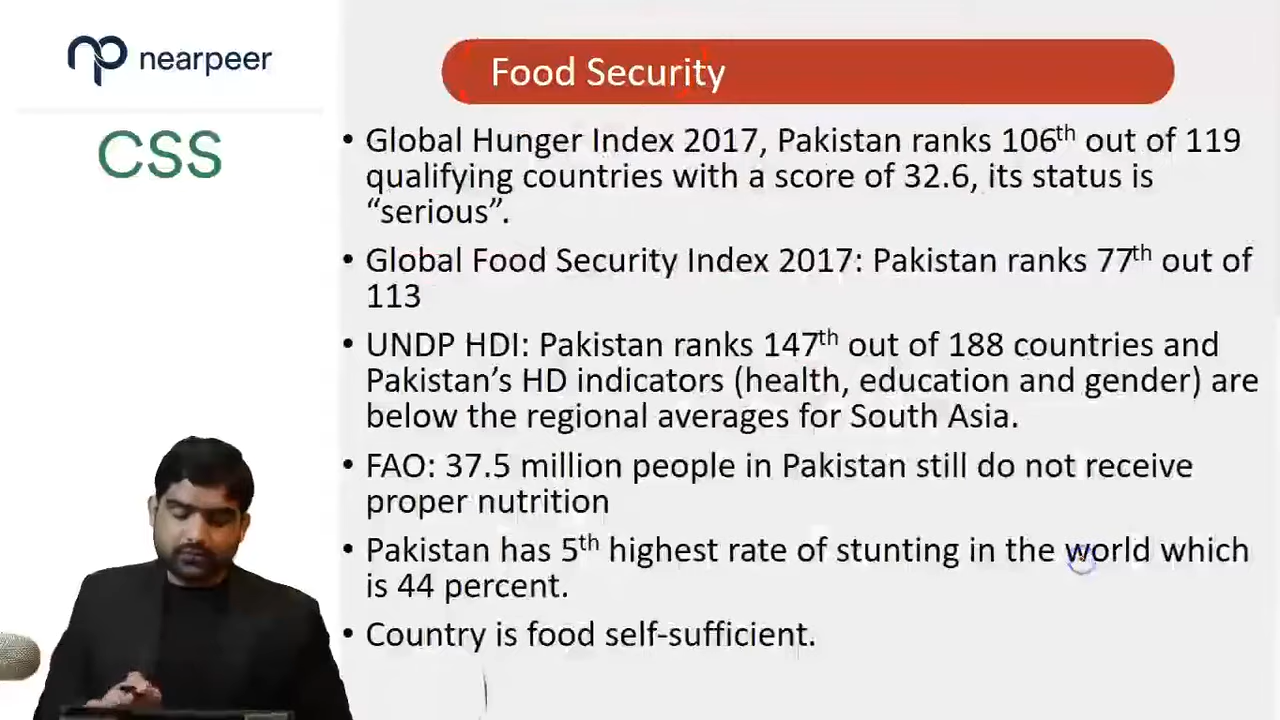 nearpeer
CSS
Food Security
• Global Hunger Index 2017, Pakistan ranks 106th out of 119
qualifying countries with a score of 32.6, its status is
“serious”.
• Global Food Security Index 2017: Pakistan ranks 77th out of
113
• UNDP HDI: Pakistan ranks 147th out of 188 countries and
Pakistan’s HD indicators (health, education and gender) are
below the regional averages for South Asia.
• FAO: 37.5 million people in Pakistan still do not receive
proper nutrition
• Pakistan has 5th highest rate of stunting in the world which
is 44 percent.
• Country is food self-sufficient.